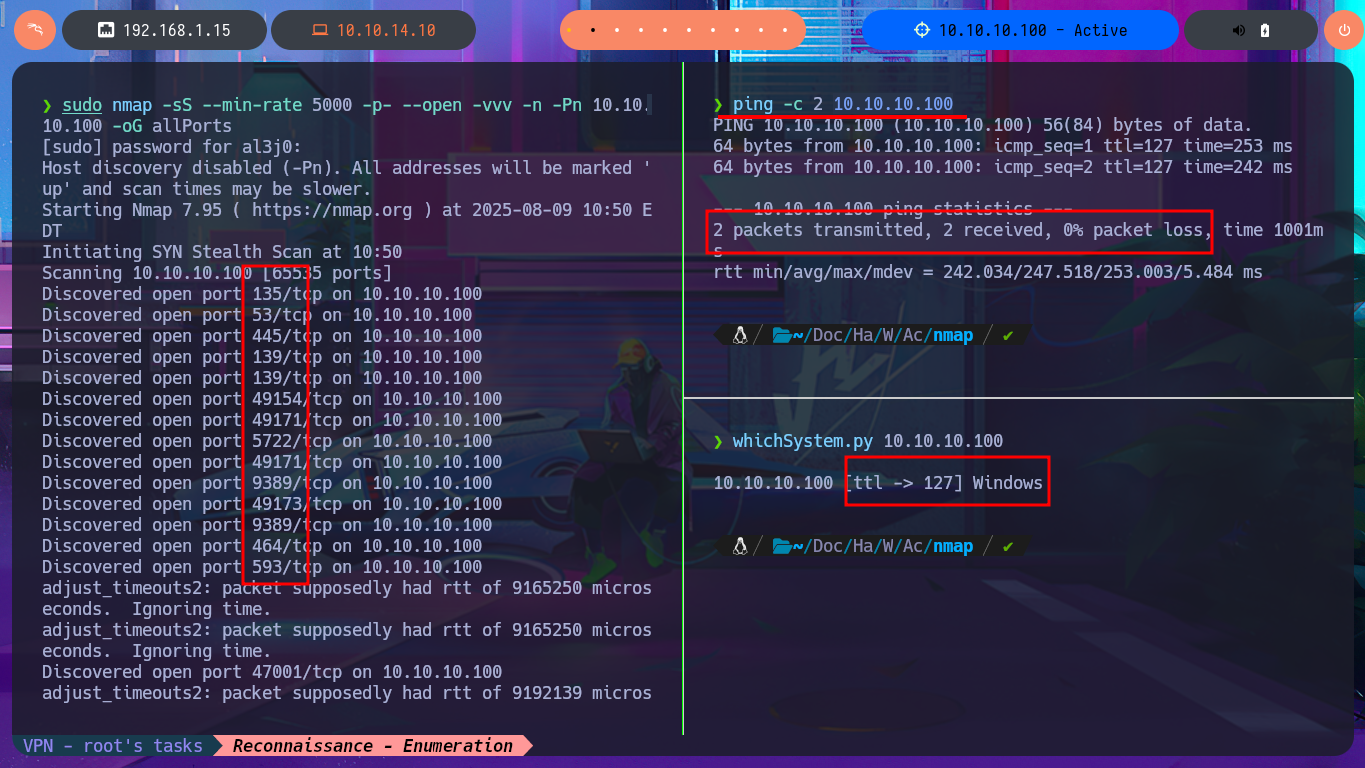 192.168.1.15
10.10.14.10
10.10.10.100 - Active
❯ sudo nmap -sS --min-rate 5000 -p- --open -vvv -n -Pn 10.10.
10.100 -oG allPorts
[sudo] password for al3j0:
Host discovery disabled (-Pn). All addresses will be marked '
up' and scan times may be slower.
Starting Nmap 7.95 ( https://nmap.org ) at 2025-08-09 10:50 E
DT
Initiating SYN Stealth Scan at 10:50
Scanning 10.10.10.100 [65535 ports]
Discovered open port 135/tcp on 10.10.10.100
Discovered open port 53/tcp on 10.10.10.100
Discovered open port 445/tcp on 10.10.10.100
Discovered open port 139/tcp on 10.10.10.100
Discovered open port 139/tcp on 10.10.10.100
Discovered open port 49154/tcp on 10.10.10.100
Discovered open port 49171/tcp on 10.10.10.100
Discovered open port 5722/tcp on 10.10.10.100
Discovered open port 49171/tcp on 10.10.10.100
Discovered open port 9389/tcp on 10.10.10.100
Discovered open port 49173/tcp on 10.10.10.100
Discovered open port 9389/tcp on 10.10.10.100
Discovered open port 464/tcp on 10.10.10.100
Discovered open port 593/tcp on 10.10.10.100
adjust_timeouts2: packet supposedly had rtt of 9165250 micros
econds.  Ignoring time.
adjust_timeouts2: packet supposedly had rtt of 9165250 micros
econds.  Ignoring time.
Discovered open port 47001/tcp on 10.10.10.100
adjust_timeouts2: packet supposedly had rtt of 9192139 micros
❯ ping -c 2 10.10.10.100
PING 10.10.10.100 (10.10.10.100) 56(84) bytes of data.
64 bytes from 10.10.10.100: icmp_seq=1 ttl=127 time=253 ms
64 bytes from 10.10.10.100: icmp_seq=2 ttl=127 time=242 ms
--- 10.10.10.100 ping statistics ---
2 packets transmitted, 2 received, 0% packet loss, time 1001m
s
rtt min/avg/max/mdev = 242.034/247.518/253.003/5.484 ms
~/Doc/Ha/W/Ac/nmap
❯ whichSystem.py 10.10.10.100
10.10.10.100 [ttl -> 127] Windows
~/Doc/Ha/W/Ac/nmap
VPN - root's tasks
Reconnaissance - Enumeration